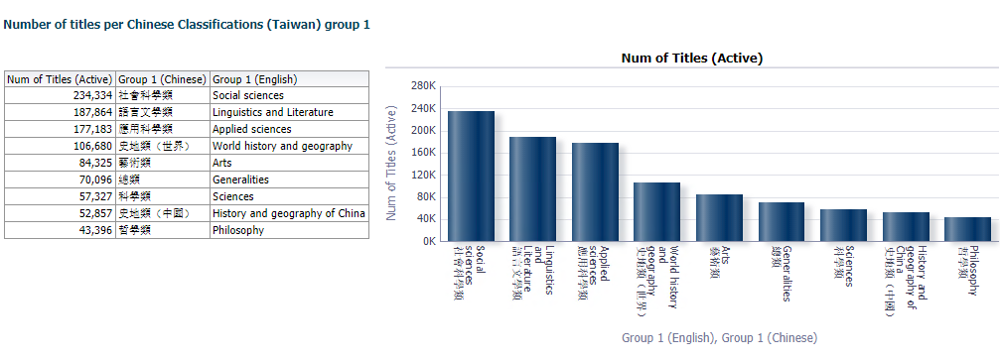 Number of titles per Chinese Classifications (Taiwan) group 1
Num of Titles (Active) Group 1 (Chinese) Group 1 (English)
234,334 社會科學類 Social sciences
187,864 語言文學類 Linguistics and Literature
177,183 應用科學類 Applied sciences
106,680 史地類（世界） World history and geography
84,325 藝術類 Arts
70,096 總類 Generalities
57,327 科學類 Sciences
52,857 史地類（中國） History and geography of China
43,396 哲學類 Philosophy
Num of Titles (Active)
Num of Titles (Active)
280K
240K
200K
160K
120K
80K
40K
0K
Social
sciences
社會科學類
Linguistics
and
Literature
語言文學類
Applied
sciences
應用科學類
World history
and
geography
史地類（世界）
Arts
藝術類
Generalities
總類
Sciences
科學類
History and
geography of
China
史地類（中國）
Philosophy
哲學類
Group 1 (English), Group 1 (Chinese)